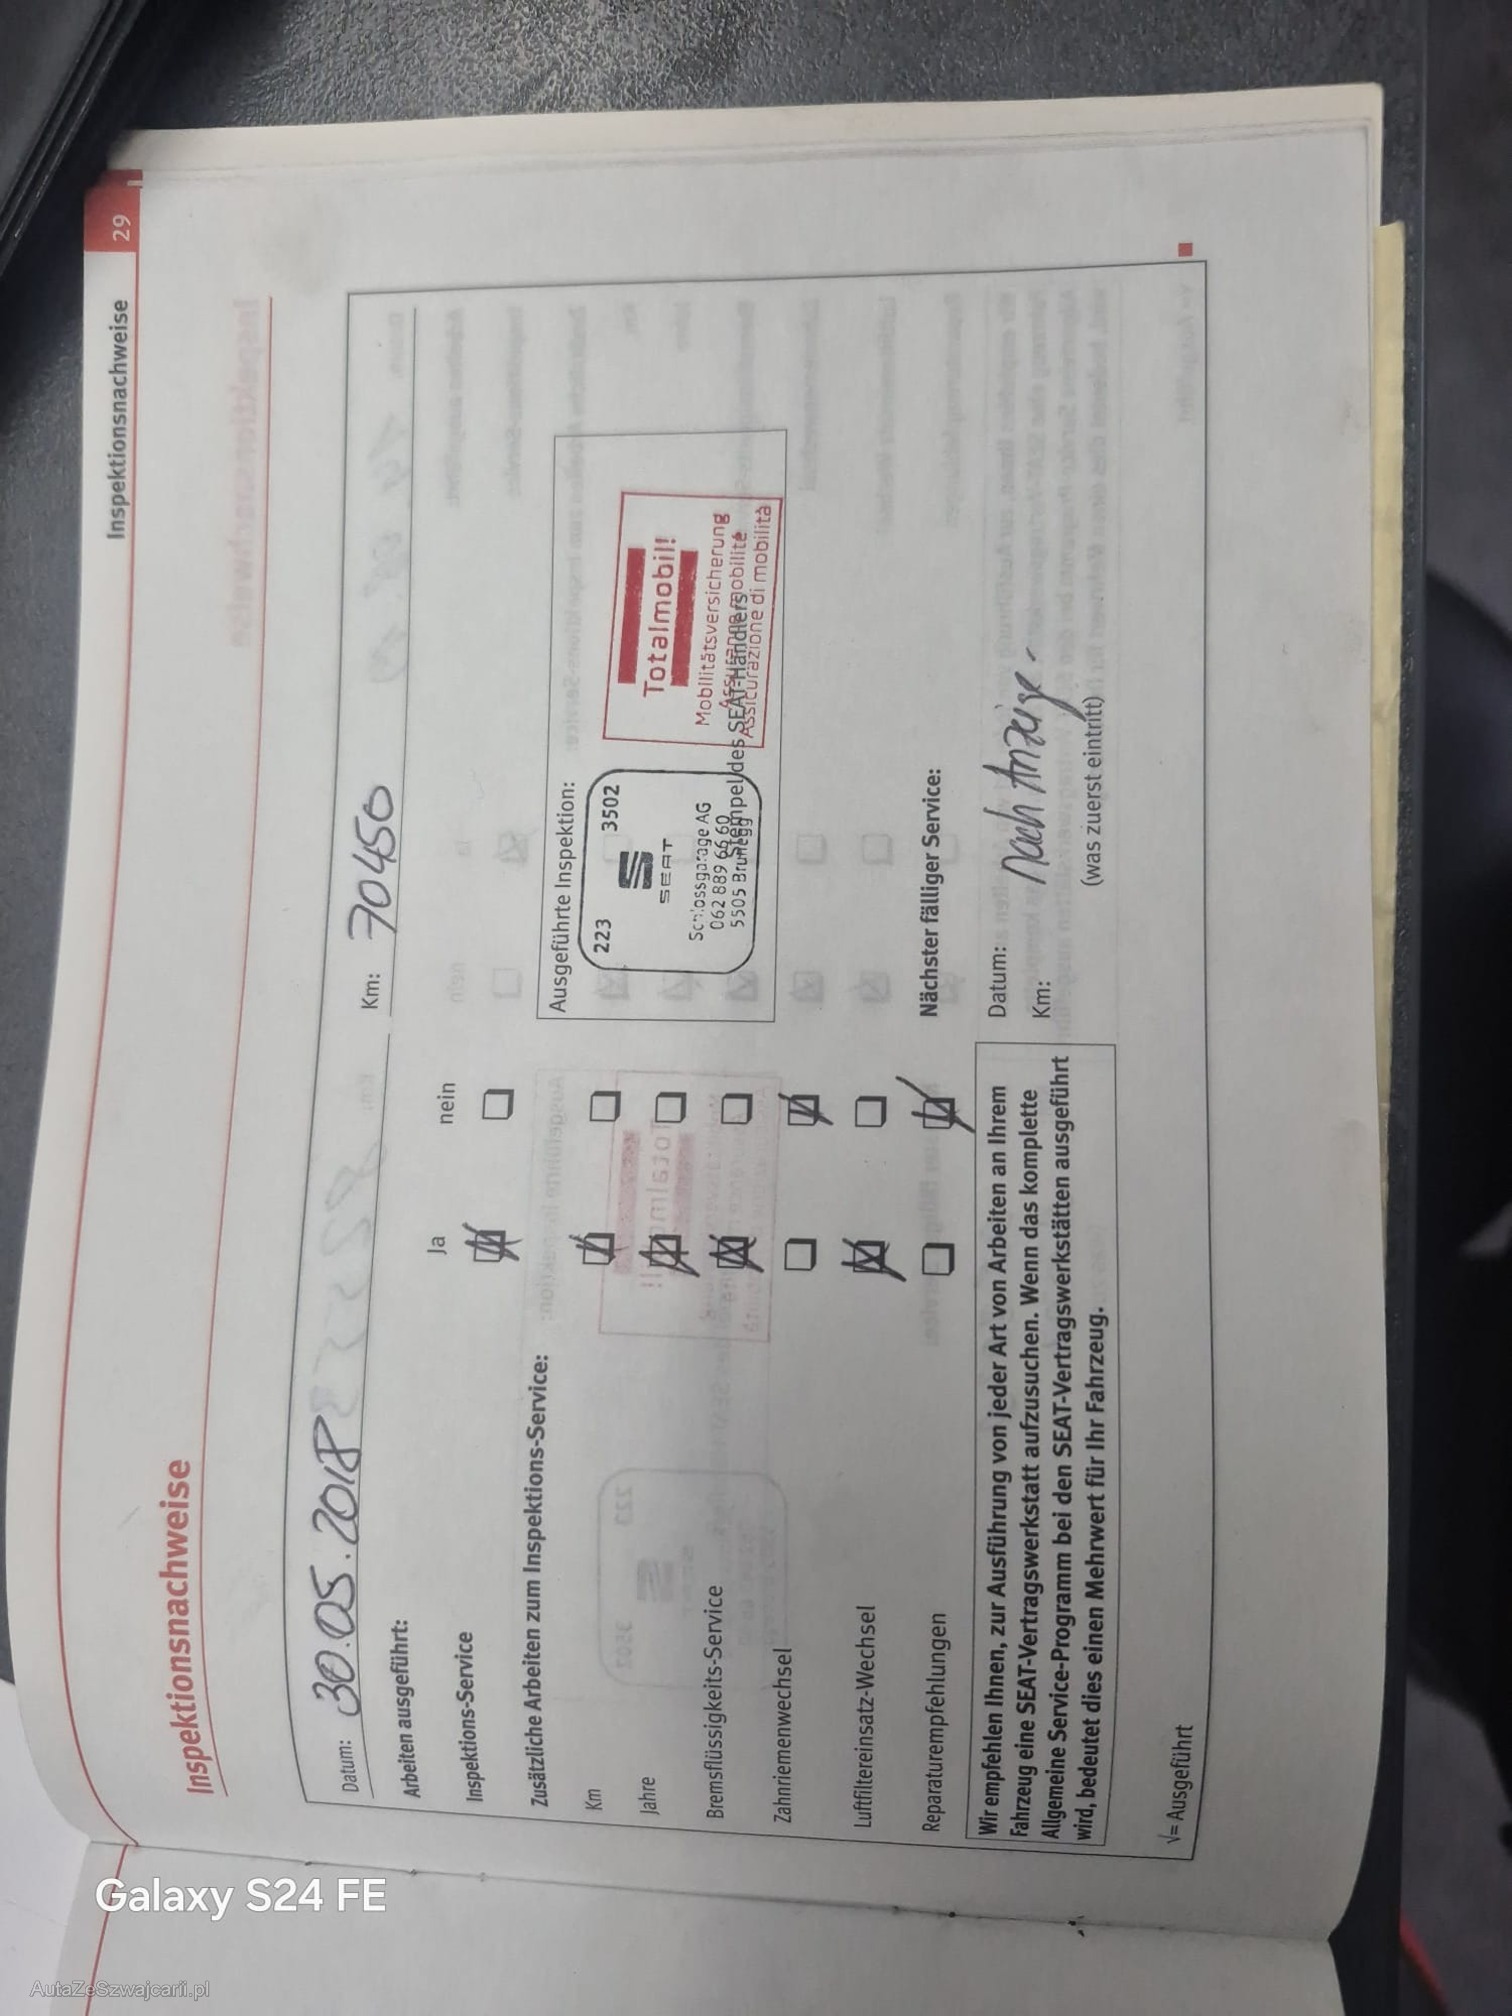 Inspektionsnachweise 29
Inspektionsnachweise
Datum: 30.05.2018 Km: 70450
Arbeiten ausgeführt:
Ja nein
Inspektions-Service
Zusätzliche Arbeiten zum Inspektions-Service:
Km
Jahre
Bremsflüssigkeits-Service
Zahnriemenwechsel
Luftfiltereinsatz-Wechsel
Reparaturempfehlungen
Ausgeführte Inspektion:
223 3502
SEAT
Schlossgarage AG
062 889 66 60
5505 Brunegg
Totalmobil!
Mobilitätsversicherung
Assurance mobilité
Assicurazione di mobilità
Stempel des SEAT-Händlers
Nächster fälliger Service:
Datum:
Km: Nach Anzeige.
(was zuerst eintritt)
Wir empfehlen Ihnen, zur Ausführung von jeder Art von Arbeiten an Ihrem
Fahrzeug eine SEAT-Vertragswerkstatt aufzusuchen. Wenn das komplette
Allgemeine Service-Programm bei den SEAT-Vertragswerkstätten ausgeführt
wird, bedeutet dies einen Mehrwert für Ihr Fahrzeug.
√= Ausgeführt
Galaxy S24 FE
AutaZeSzwajcarii.pl